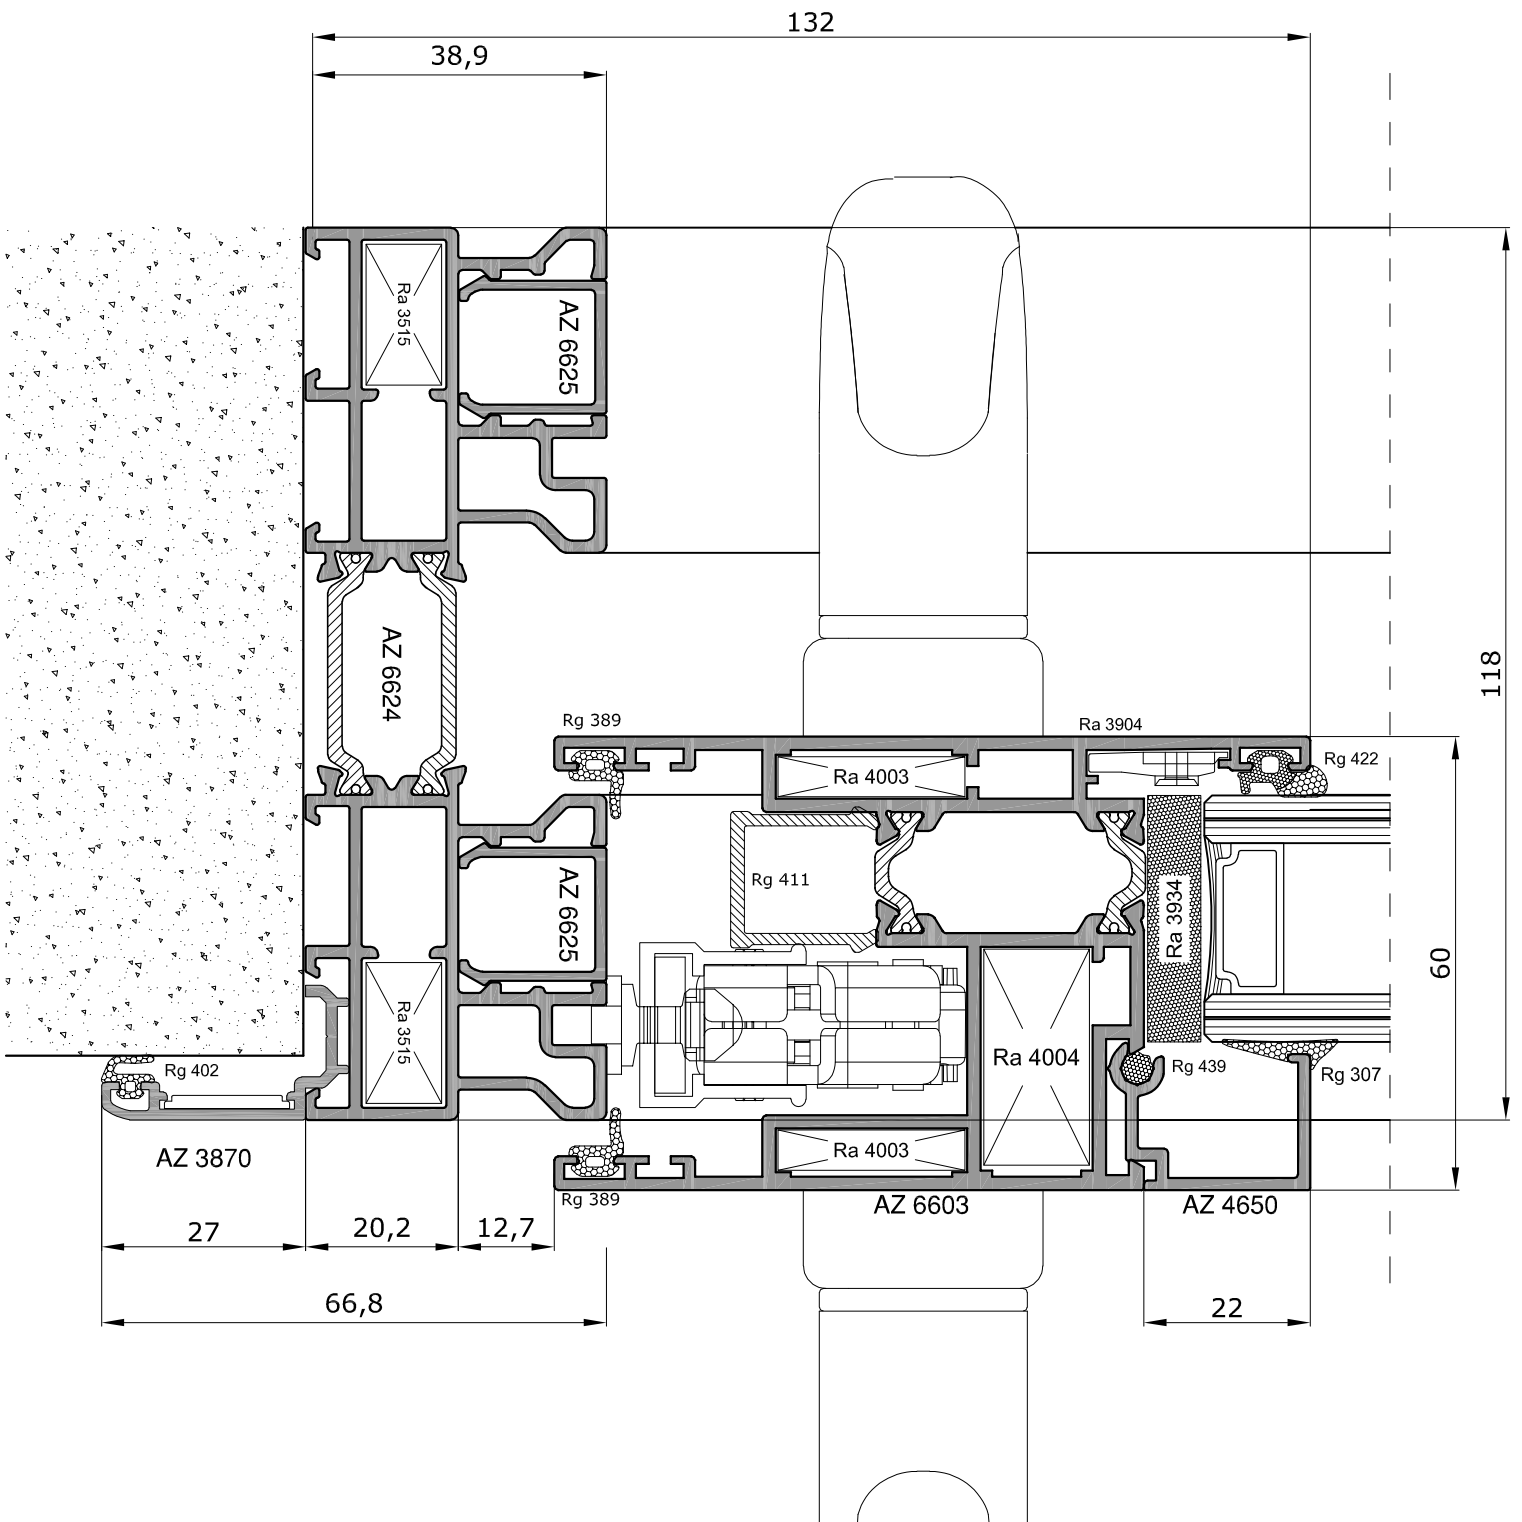 132
38,9
Ra 3515
AZ 6625
AZ 6624
118
Rg 389
Ra 3904
Rg 422
Ra 4003
AZ 6625
Rg 411
Ra 3934
60
Ra 3515
Ra 4004
Rg 402
Rg 439
Rg 307
AZ 3870
Ra 4003
Rg 389
AZ 6603
AZ 4650
27
20,2
12,7
66,8
22